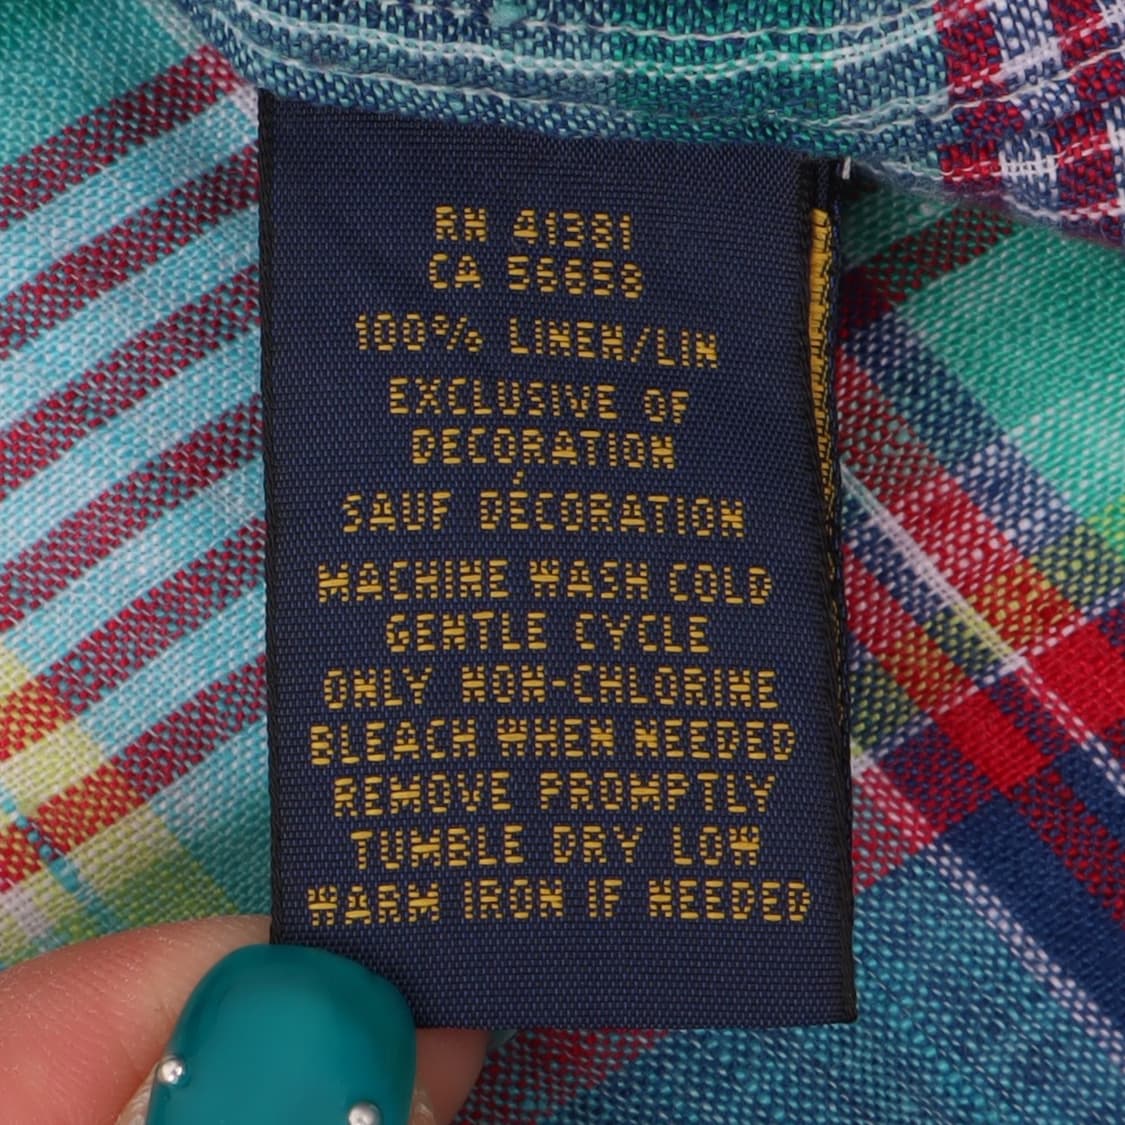 RN 41381
CA 56658
100% LINEN/LIN
EXCLUSIVE OF
DECORATION
SAUF DÉCORATION
MACHINE WASH COLD
GENTLE CYCLE
ONLY NON-CHLORINE
BLEACH WHEN NEEDED
REMOVE PROMPTLY
TUMBLE DRY LOW
WARM IRON IF NEEDED